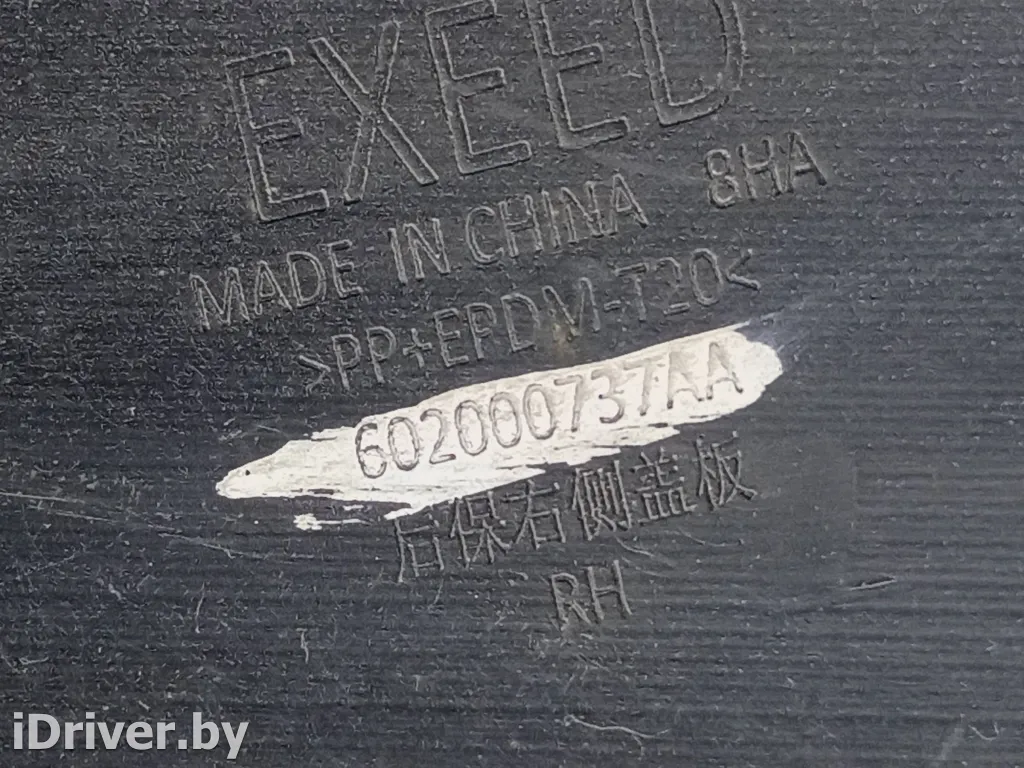 EXEED
MADE IN CHINA 8HA
>PP+EPDM-T20<
602000737AA
后保右侧盖板
RH
iDriver.by